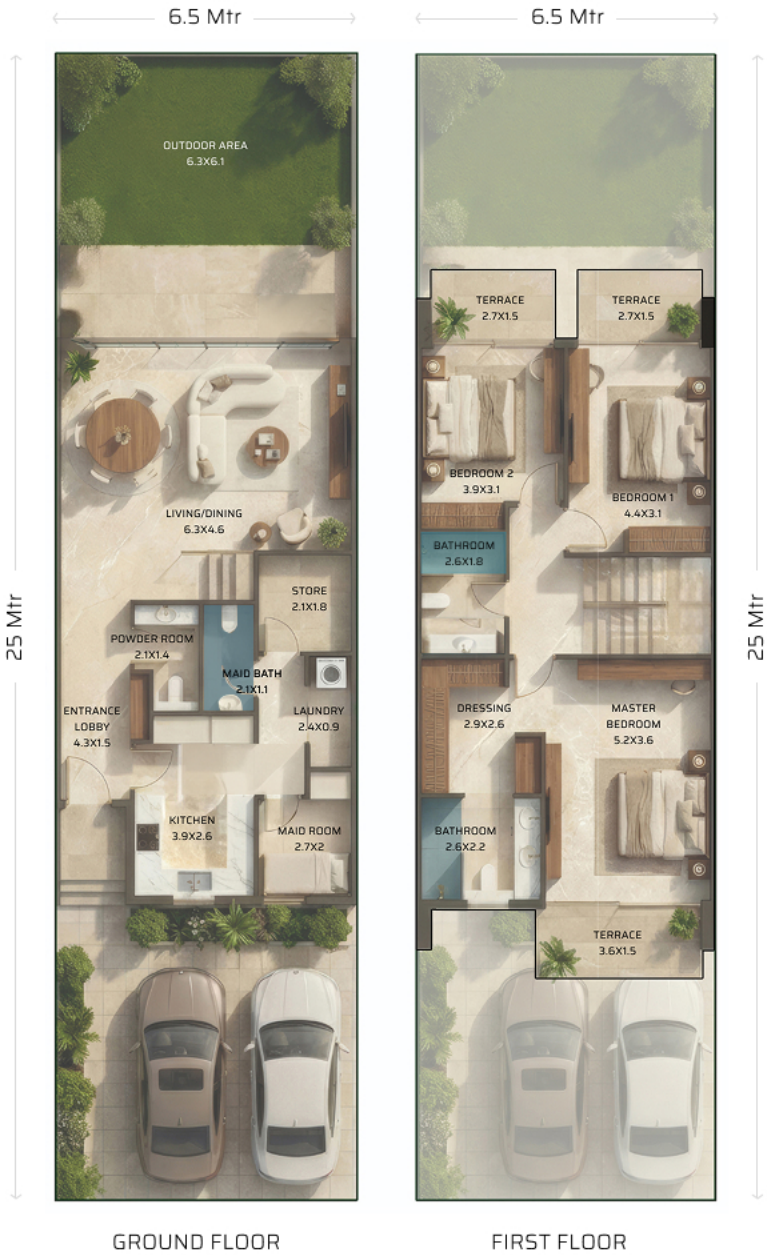 6.5 Mtr
6.5 Mtr
25 Mtr
OUTDOOR AREA
6.3X6.1
LIVING/DINING
6.3X4.6
STORE
2.1X1.8
POWDER ROOM
2.1X1.4
MAID BATH
2.1X1.1
ENTRANCE
LOBBY
4.3X1.5
LAUNDRY
2.4X0.9
KITCHEN
3.9X2.6
MAID ROOM
2.7X2
GROUND FLOOR
TERRACE
2.7X1.5
TERRACE
2.7X1.5
BEDROOM 2
3.9X3.1
BEDROOM 1
4.4X3.1
BATHROOM
2.6X1.8
DRESSING
2.9X2.6
MASTER
BEDROOM
5.2X3.6
BATHROOM
2.6X2.2
TERRACE
3.6X1.5
25 Mtr
FIRST FLOOR